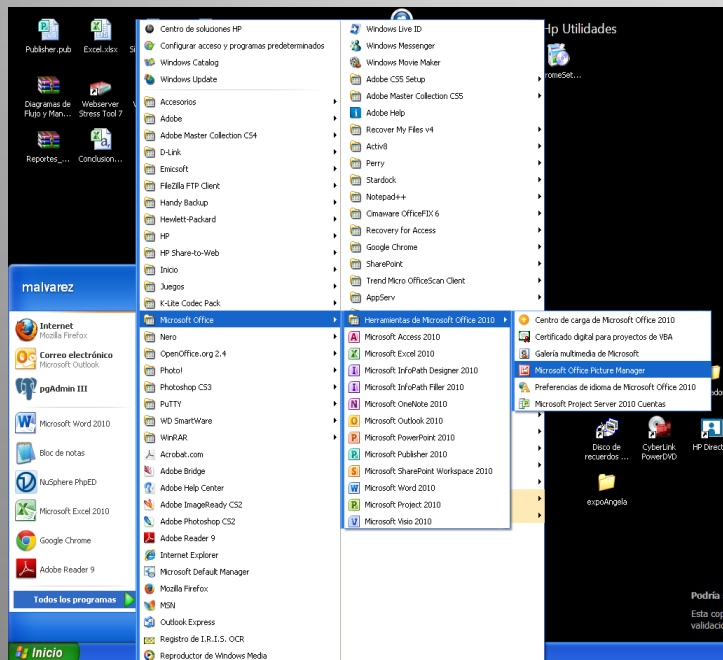 Publisher.pub
Excel.xlsx
Diagramas de
Flujo y Man...
Webserver
Stress Tool 7
Reportes_...
Conclusion...
Hp Utilidades
romeSet...
malvarez
Internet
Mozilla Firefox
Correo electrónico
Microsoft Outlook
pgAdmin III
Microsoft Word 2010
Bloc de notas
NuSphere PhpED
Microsoft Excel 2010
Google Chrome
Adobe Reader 9
Todos los programas
Inicio
Centro de soluciones HP
Configurar acceso y programas predeterminados
Windows Catalog
Windows Update
Accesorios
Adobe
Adobe Master Collection CS4
D-Link
Emicsoft
FileZilla FTP Client
Handy Backup
Hewlett-Packard
HP
HP Share-to-Web
Inicio
Juegos
K-Lite Codec Pack
Microsoft Office
Nero
OpenOffice.org 2.4
Photo!
Photoshop CS3
PuTTY
WD SmartWare
WinRAR
Acrobat.com
Adobe Bridge
Adobe Help Center
Adobe ImageReady CS2
Adobe Photoshop CS2
Adobe Reader 9
Internet Explorer
Microsoft Default Manager
Mozilla Firefox
MSN
Outlook Express
Registro de I.R.I.S. OCR
Reproductor de Windows Media
Windows Live ID
Windows Messenger
Windows Movie Maker
Adobe CS5 Setup
Adobe Master Collection CS5
Adobe Help
Recover My Files v4
Activ8
Perry
Stardock
Notepad++
Cimaware OfficeFIX 6
Recovery for Access
Google Chrome
SharePoint
Trend Micro OfficeScan Client
AppServ
Herramientas de Microsoft Office 2010
Microsoft Access 2010
Microsoft Excel 2010
Microsoft InfoPath Designer 2010
Microsoft InfoPath Filler 2010
Microsoft OneNote 2010
Microsoft Outlook 2010
Microsoft PowerPoint 2010
Microsoft Publisher 2010
Microsoft SharePoint Workspace 2010
Microsoft Word 2010
Microsoft Project 2010
Microsoft Visio 2010
Centro de carga de Microsoft Office 2010
Certificado digital para proyectos de VBA
Galería multimedia de Microsoft
Microsoft Office Picture Manager
Preferencias de idioma de Microsoft Office 2010
Microsoft Project Server 2010 Cuentas
Disco de
recuerdos ...
CyberLink
PowerDVD
HP Direct
expoAngela
Podría
Esta cop
validació